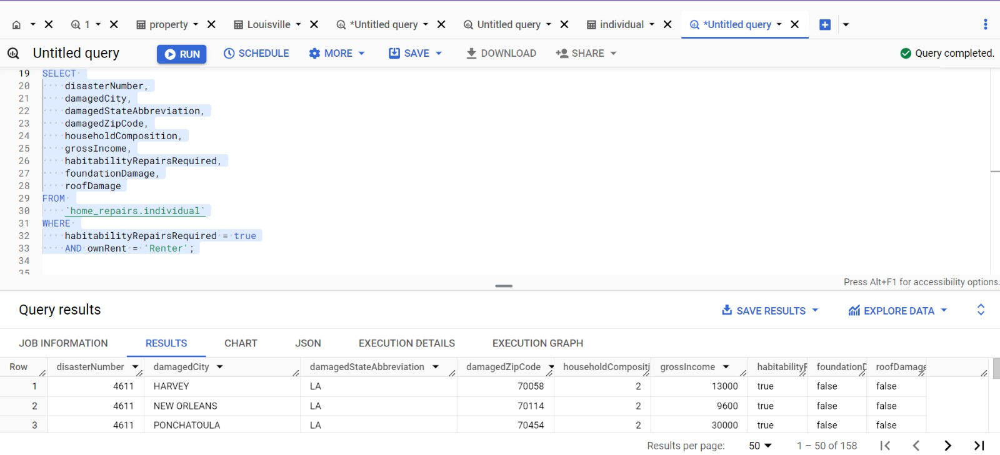 1 property Louisville *Untitled query Untitled query individual *Untitled query
Untitled query RUN SCHEDULE MORE SAVE DOWNLOAD SHARE Query completed.
19 SELECT
20 disasterNumber,
21 damagedCity,
22 damagedStateAbbreviation,
23 damagedZipCode,
24 householdComposition,
25 grossIncome,
26 habitabilityRepairsRequired,
27 foundationDamage,
28 roofDamage
29 FROM
30 `home_repairs.individual`
31 WHERE
32 habitabilityRepairsRequired = true
33 AND ownRent = 'Renter';
34
35
Press Alt+F1 for accessibility options.
Query results SAVE RESULTS EXPLORE DATA
JOB INFORMATION RESULTS CHART JSON EXECUTION DETAILS EXECUTION GRAPH
Row disasterNumber damagedCity damagedStateAbbreviation damagedZipCode householdCompositi grossIncome habitabilityF foundationD roofDamage
1 4611 HARVEY LA 70058 2 13000 true false false
2 4611 NEW ORLEANS LA 70114 2 9600 true false false
3 4611 PONCHATOULA LA 70454 2 30000 true false false
Results per page: 50 1 – 50 of 158